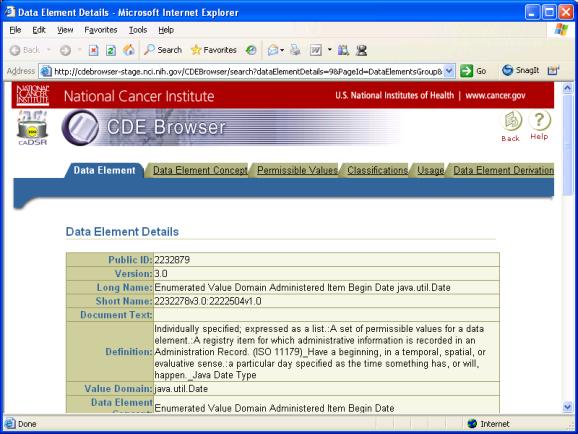 Data Element Details - Microsoft Internet Explorer
File Edit View Favorites Tools Help
Back Search Favorites
Address http://cdebrowser-stage.nci.nih.gov/CDEBrowser/search?dataElementDetails=9&PageId=DataElementsGroup& Go SnagIt
NATIONAL CANCER INSTITUTE
National Cancer Institute U.S. National Institutes of Health | www.cancer.gov
caDSR
CDE Browser
Back Help
Data Element Data Element Concept Permissible Values Classifications Usage Data Element Derivation
Data Element Details
Public ID: 2232879
Version: 3.0
Long Name: Enumerated Value Domain Administered Item Begin Date java.util.Date
Short Name: 2232278v3.0:2222504v1.0
Document Text:
Definition: Individually specified; expressed as a list.:A set of permissible values for a data
element.:A registry item for which administrative information is recorded in an
Administration Record. (ISO 11179)_Have a beginning, in a temporal, spatial, or
evaluative sense.:a particular day specified as the time something has, or will,
happen._Java Date Type
Value Domain: java.util.Date
Data Element Enumerated Value Domain Administered Item Begin Date
Done Internet